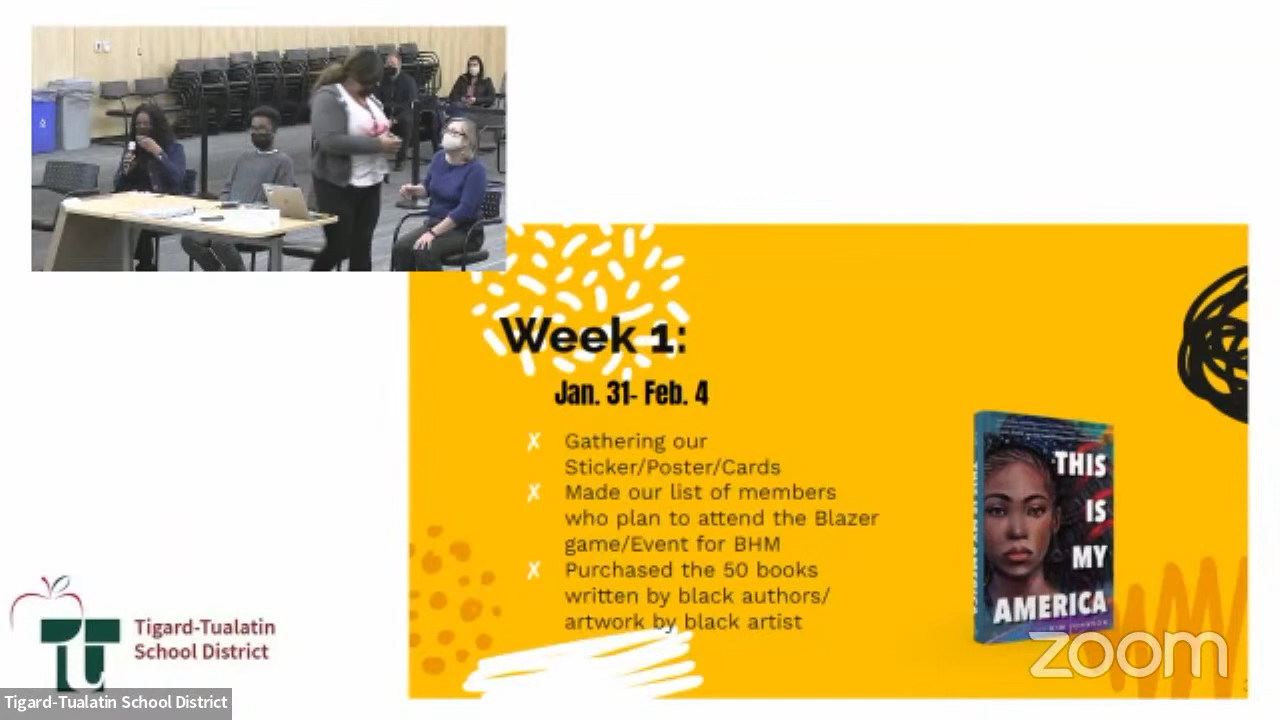 Week 1:
Jan. 31- Feb. 4
X Gathering our
Sticker/Poster/Cards
X Made our list of members
who plan to attend the Blazer
game/Event for BHM
X Purchased the 50 books
written by black authors/
artwork by black artist
THIS
IS
MY
AMERICA
KIM JOHNSON
zoom
Tigard-Tualatin
School District
Tigard-Tualatin School District